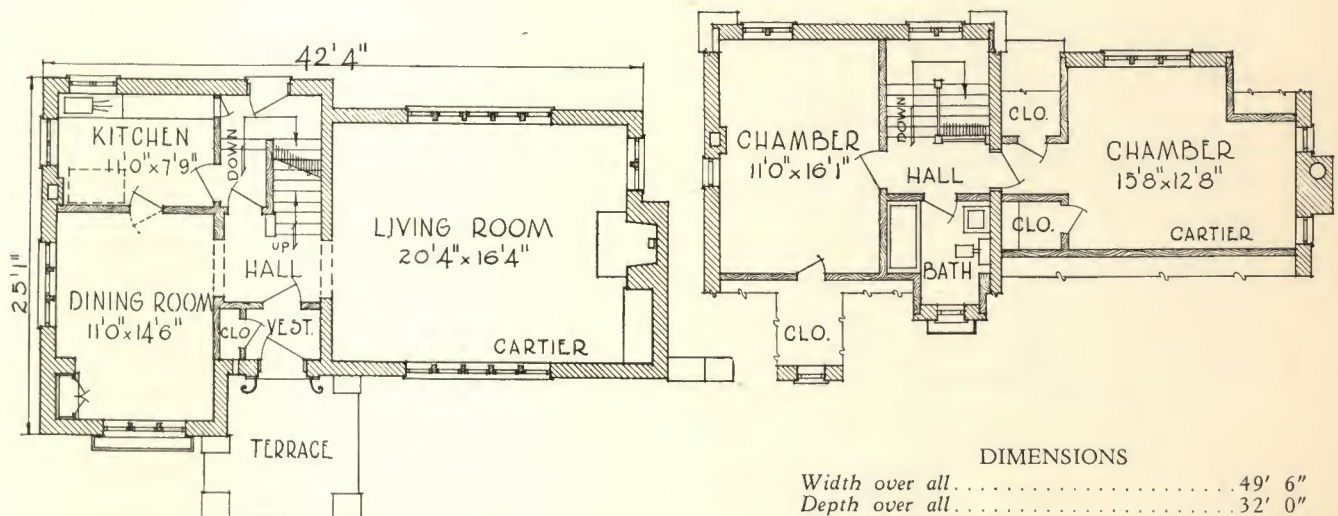 42'4"
25'1"
KITCHEN
11'0"x7'9"
DOWN
UP
HALL
LIVING ROOM
20'4"x16'4"
DINING ROOM
11'0"x14'6"
CLO
VEST.
CARTIER
TERRACE
CHAMBER
11'0"x16'1"
DOWN
HALL
CLO.
CHAMBER
15'8"x12'8"
CLO.
CARTIER
BATH
CLO.
DIMENSIONS
Width over all..........................49' 6"
Depth over all..........................32' 0"